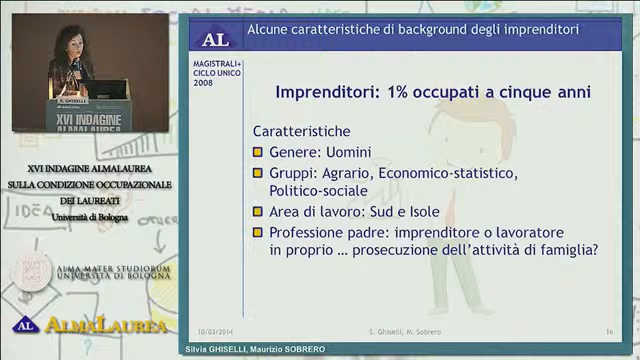 AL
Alcune caratteristiche di background degli imprenditori
MAGISTRALI+
CICLO UNICO
2008
Imprenditori: 1% occupati a cinque anni
Caratteristiche
Genere: Uomini
Gruppi: Agrario, Economico-statistico,
Politico-sociale
Area di lavoro: Sud e Isole
Professione padre: imprenditore o lavoratore
in proprio ... prosecuzione dell'attività di famiglia?
10/03/2014
S. Ghiselli, M. Sobrero
16
Silvia GHISELLI, Maurizio SOBRERO
S. GHISELLI
XVI INDAGINE
ALMALAUREA
XVI INDAGINE ALMALAUREA
SULLA CONDIZIONE OCCUPAZIONALE
DEI LAUREATI
Università di Bologna
IDEA
ALMA MATER STUDIORUM
UNIVERSITÀ DI BOLOGNA
AL
ALMALAUREA